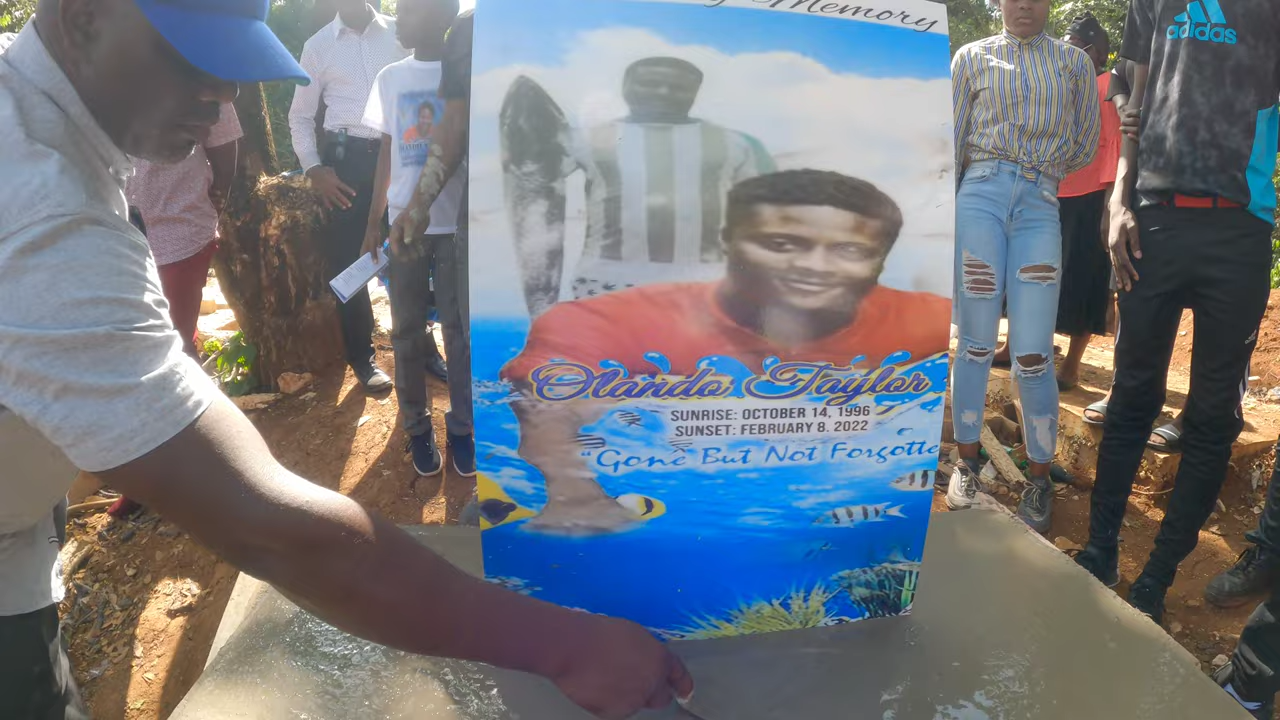 Memory
adidas
Olando Taylor
SUNRISE: OCTOBER 14, 1996
SUNSET: FEBRUARY 8. 2022
"Gone But Not Forgotte